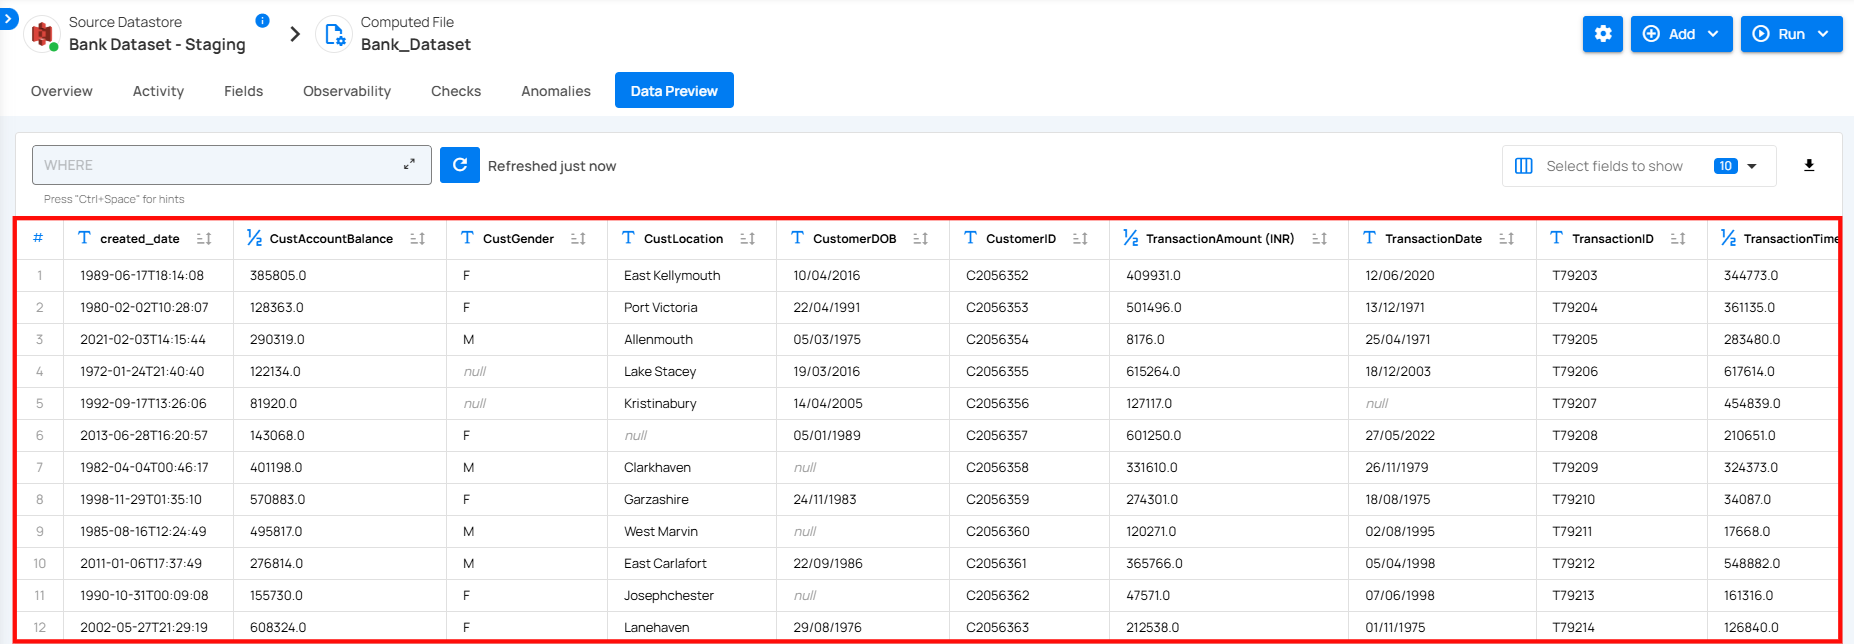 Source Datastore
Bank Dataset - Staging
Computed File
Bank_Dataset
Add
Run
Overview Activity Fields Observability Checks Anomalies Data Preview
WHERE
Refreshed just now
Select fields to show 10
Press "Ctrl+Space" for hints
# created_date CustAccountBalance CustGender CustLocation CustomerDOB CustomerID TransactionAmount (INR) TransactionDate TransactionID TransactionTime
1 1989-06-17T18:14:08 385805.0 F East Kellymouth 10/04/2016 C2056352 409931.0 12/06/2020 T79203 344773.0
2 1980-02-02T10:28:07 128363.0 F Port Victoria 22/04/1991 C2056353 501496.0 13/12/1971 T79204 361135.0
3 2021-02-03T14:15:44 290319.0 M Allenmouth 05/03/1975 C2056354 8176.0 25/04/1971 T79205 283480.0
4 1972-01-24T21:40:40 122134.0 null Lake Stacey 19/03/2016 C2056355 615264.0 18/12/2003 T79206 617614.0
5 1992-09-17T13:26:06 81920.0 null Kristinabury 14/04/2005 C2056356 127117.0 null T79207 454839.0
6 2013-06-28T16:20:57 143068.0 F null 05/01/1989 C2056357 601250.0 27/05/2022 T79208 210651.0
7 1982-04-04T00:46:17 401198.0 M Clarkhaven null C2056358 331610.0 26/11/1979 T79209 324373.0
8 1998-11-29T01:35:10 570883.0 F Garzashire 24/11/1983 C2056359 274301.0 18/08/1975 T79210 34087.0
9 1985-08-16T12:24:49 495817.0 M West Marvin null C2056360 120271.0 02/08/1995 T79211 17668.0
10 2011-01-06T17:37:49 276814.0 M East Carlafort 22/09/1986 C2056361 365766.0 05/04/1998 T79212 548882.0
11 1990-10-31T00:09:08 155730.0 F Josephchester null C2056362 47571.0 07/06/1998 T79213 161316.0
12 2002-05-27T21:29:19 608324.0 F Lanehaven 29/08/1976 C2056363 212538.0 01/11/1975 T79214 126840.0